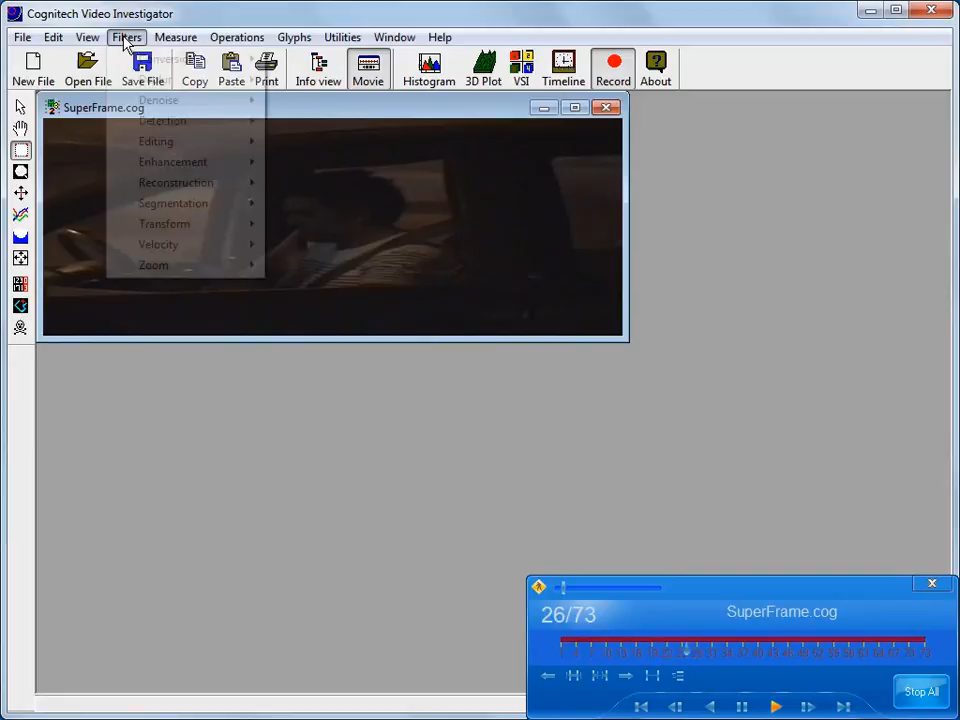 Cognitech Video Investigator
File Edit View Filters Measure Operations Glyphs Utilities Window Help
New File Open File Save File Copy Paste Print Info view Movie Histogram 3D Plot VSI Timeline Record About
SuperFrame.cog
Denoise
Detection
Editing
Enhancement
Reconstruction
Segmentation
Transform
Velocity
Zoom
26/73 SuperFrame.cog
Stop All